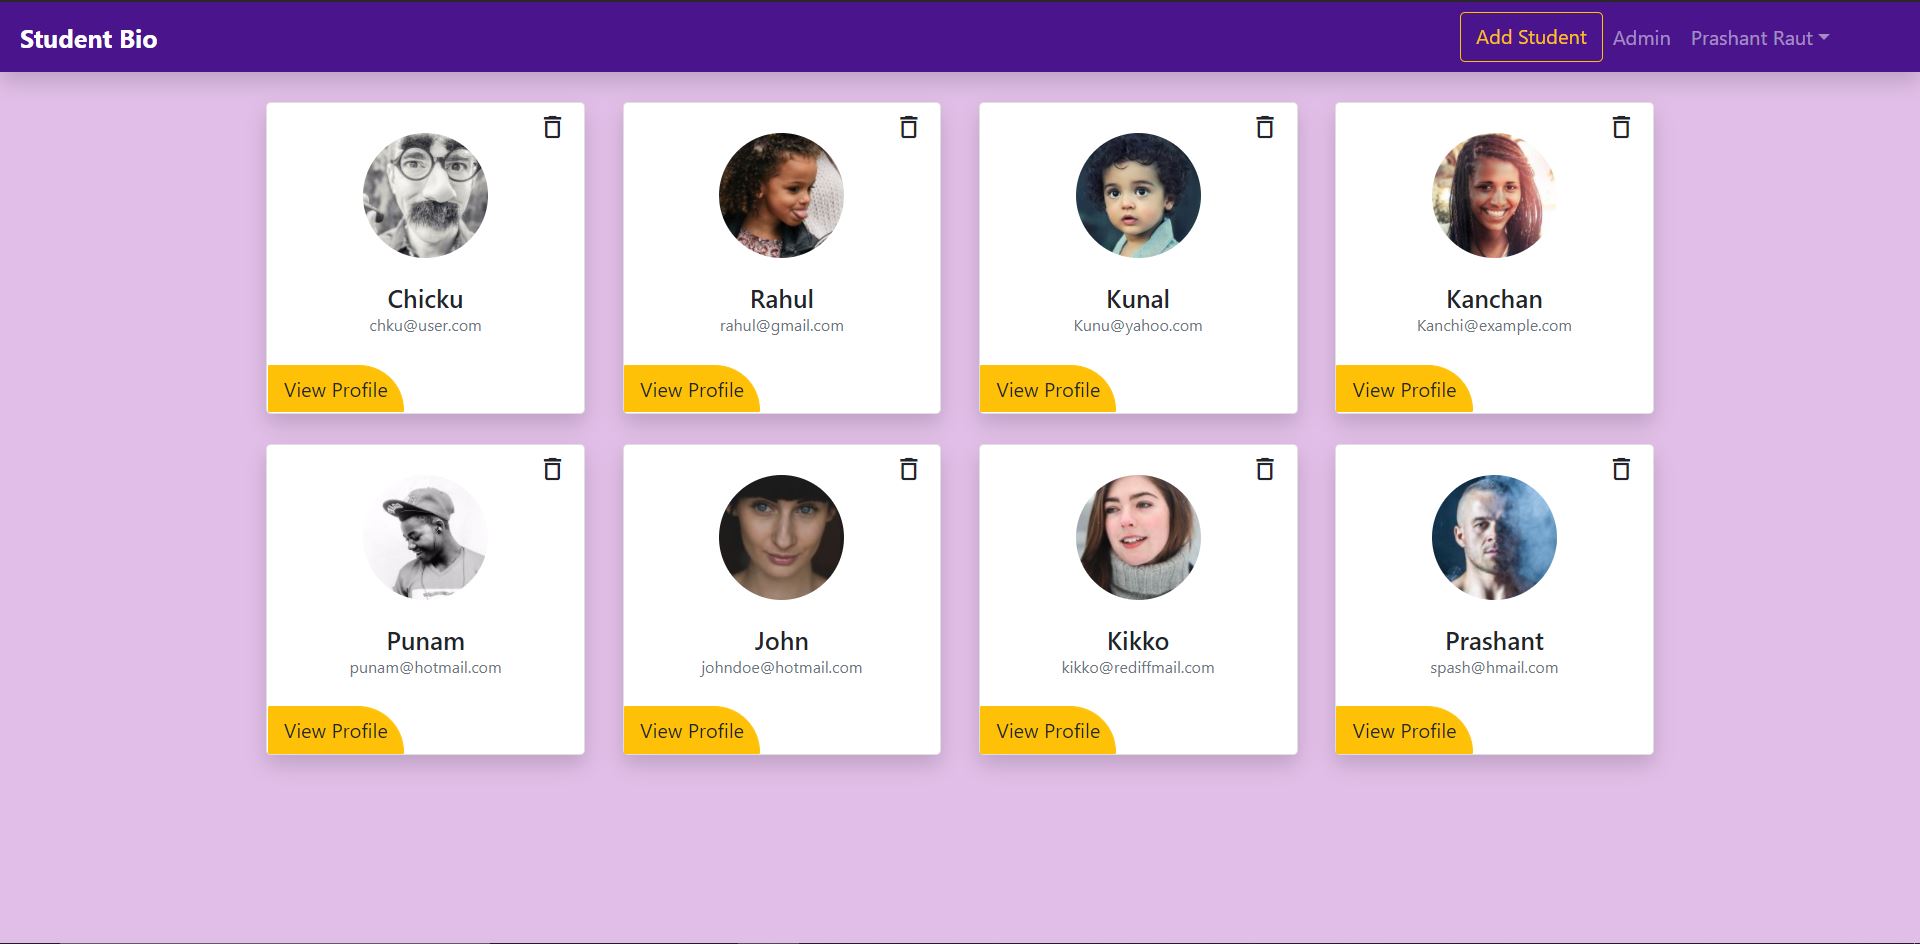 Student Bio
Add Student
Admin
Prashant Raut
Chicku
chku@user.com
View Profile
Rahul
rahul@gmail.com
View Profile
Kunal
Kunu@yahoo.com
View Profile
Kanchan
Kanchi@example.com
View Profile
Punam
punam@hotmail.com
View Profile
John
johndoe@hotmail.com
View Profile
Kikko
kikko@rediffmail.com
View Profile
Prashant
spash@hmail.com
View Profile